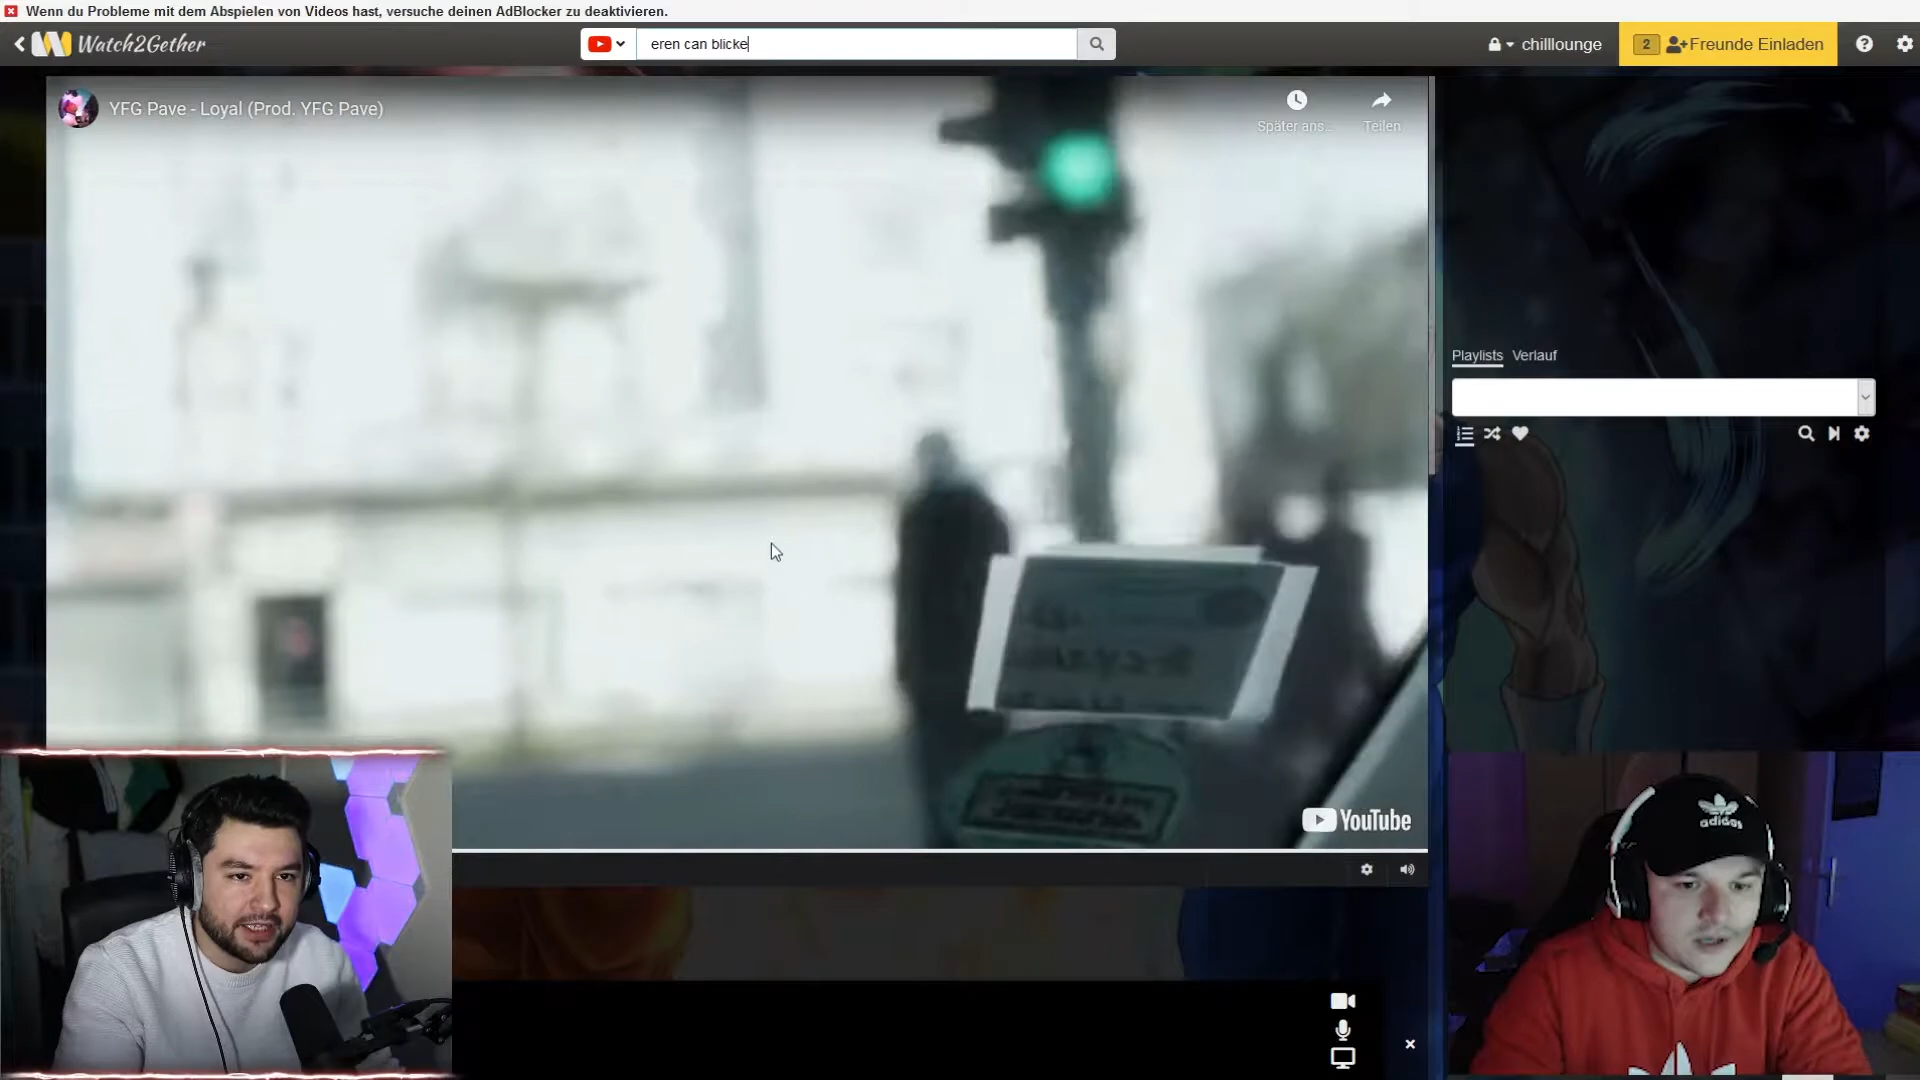 Wenn du Probleme mit dem Abspielen von Videos hast, versuche deinen AdBlocker zu deaktivieren.
Watch2Gether
eren can blicke
chilllounge
2 Freunde Einladen
YFG Pave - Loyal (Prod. YFG Pave)
Später ans...
Teilen
Playlists Verlauf
YouTube
adidas